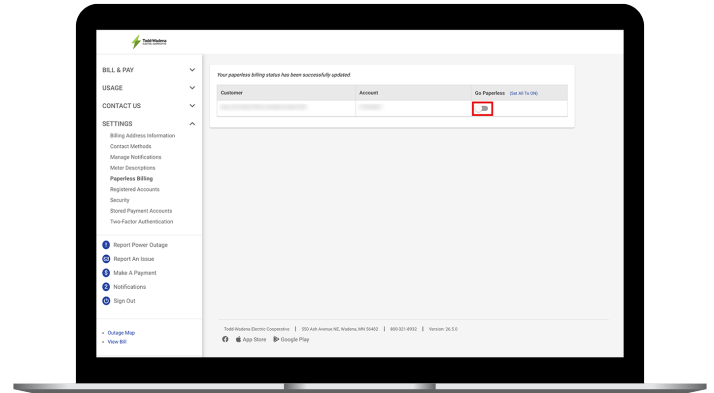 Todd-Wadena
ELECTRIC COOPERATIVE
BILL & PAY
USAGE
CONTACT US
SETTINGS
Billing Address Information
Contact Methods
Manage Notifications
Meter Descriptions
Paperless Billing
Registered Accounts
Security
Stored Payment Accounts
Two-Factor Authentication
Report Power Outage
Report An Issue
Make A Payment
Notifications
Sign Out
Outage Map
View Bill
Your paperless billing status has been successfully updated.
Customer Account Go Paperless (Set All To ON)
Todd-Wadena Electric Cooperative | 550 Ash Avenue NE, Wadena, MN 56482 | 800-321-8932 | Version: 26.5.0
App Store Google Play